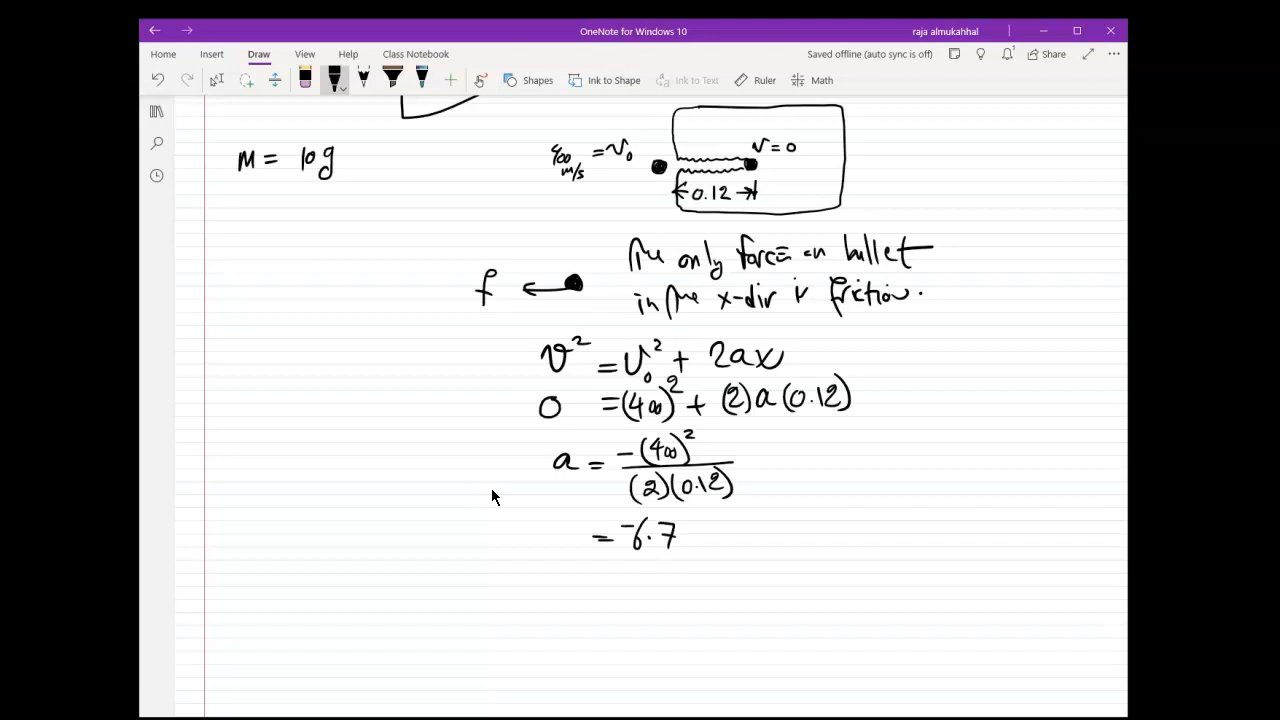 OneNote for Windows 10
raja almukahhal
Home Insert Draw View Help Class Notebook
Saved offline (auto sync is off)
Share
Shapes Ink to Shape Ink to Text Ruler Math
M = 10g
400 m/s = v₀
v = 0
0.12
The only force on bullet
in the x-dir is friction.
f
v² = v₀² + 2ax
0 = (400)² + (2)a(0.12)
a = -(400)² / (2)(0.12)
= -6.7